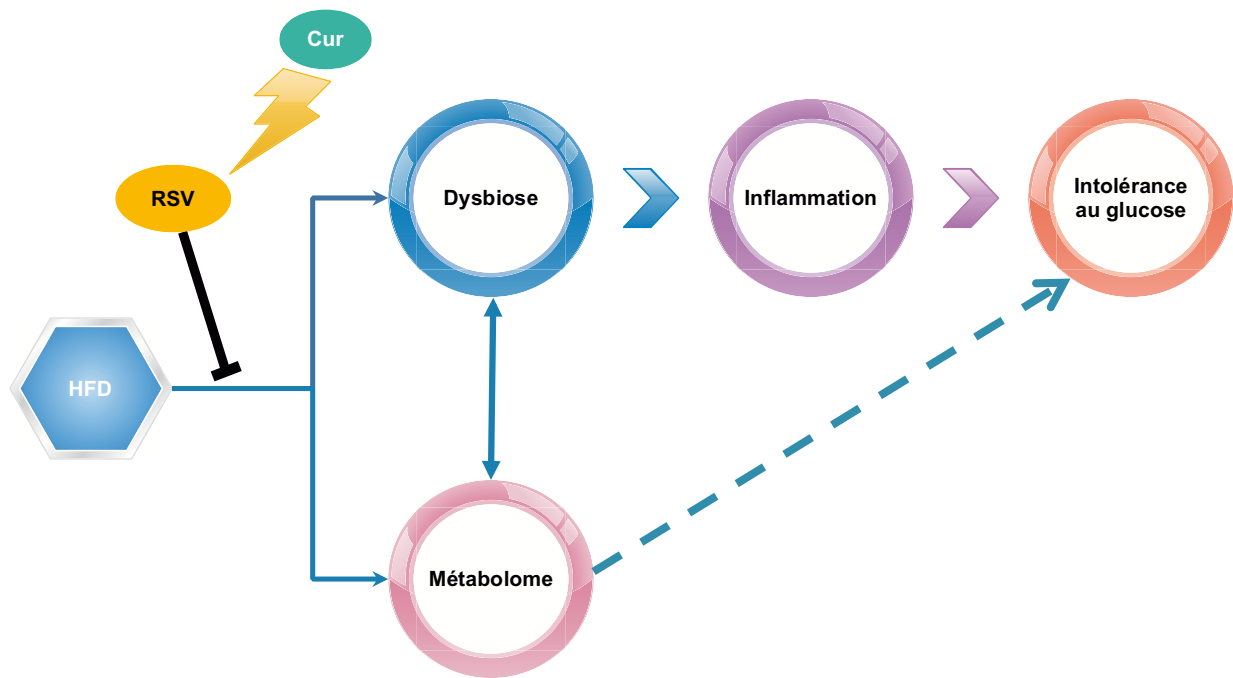 Cur
RSV
Dysbiose
Inflammation
Intolérance
au glucose
HFD
Métabolome